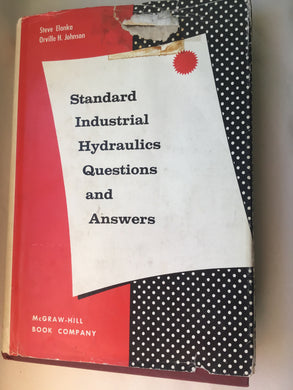 Steve Elonka
Orville H. Johnson
Standard
Industrial
Hydraulics
Questions
and
Answers
McGRAW-HILL
BOOK COMPANY